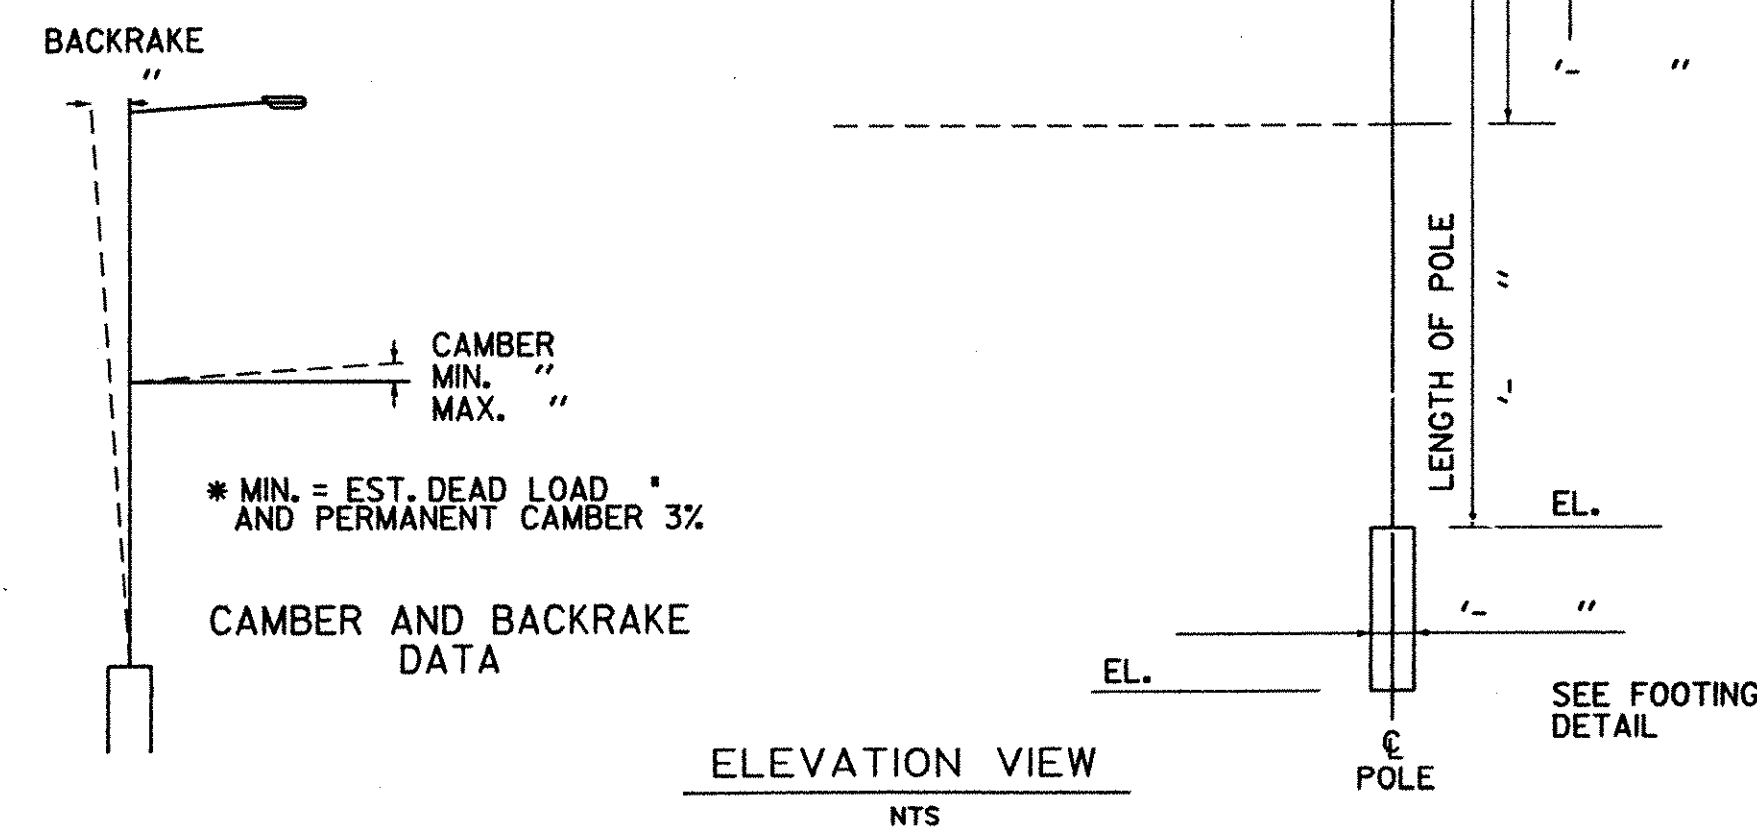 BACKRAKE
"
'-    "
CAMBER
MIN.  "
MAX.  "
LENGTH OF POLE
'-    "
* MIN. = EST. DEAD LOAD "
AND PERMANENT CAMBER 3%
EL.
CAMBER AND BACKRAKE
DATA
'-    "
EL.
SEE FOOTING
DETAIL
℄
POLE
ELEVATION VIEW
NTS